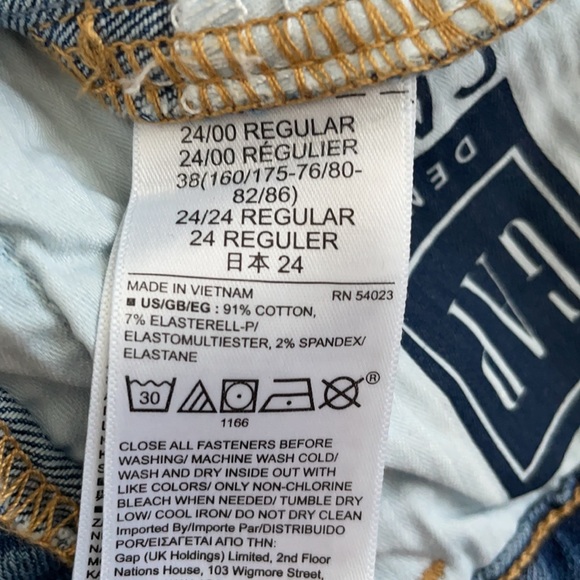 24/00 REGULAR
24/00 RÉGULIER
38(160/175-76/80-
82/86)
24/24 REGULAR
24 REGULER
日本 24
MADE IN VIETNAM RN 54023
US/GB/EG : 91% COTTON,
7% ELASTERELL-P/
ELASTOMULTIESTER, 2% SPANDEX/
ELASTANE
30
®
1166
CLOSE ALL FASTENERS BEFORE
WASHING/ MACHINE WASH COLD/
WASH AND DRY INSIDE OUT WITH
LIKE COLORS/ ONLY NON-CHLORINE
BLEACH WHEN NEEDED/ TUMBLE DRY
LOW/ COOL IRON/ DO NOT DRY CLEAN
Imported By/Importe Par/DISTRIBUIDO
POR/ΕΙΣΑΓΕΤΑΙ ΑΠΟ ΤΗΝ:
Gap (UK Holdings) Limited, 2nd Floor
Nations House, 103 Wigmore Street,
GAP